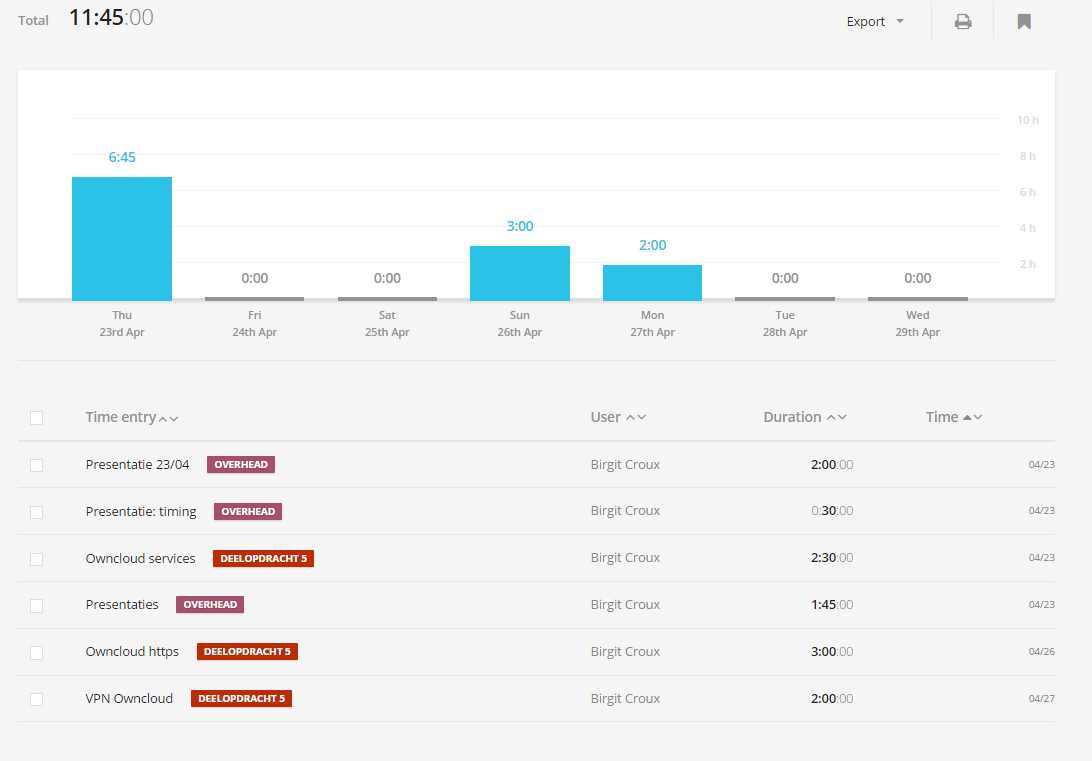 Total 11:45:00 Export
10 h
8 h
6:45
6 h
4 h
3:00
2:00
2 h
0:00 0:00 0:00 0:00
Thu Fri Sat Sun Mon Tue Wed
23rd Apr 24th Apr 25th Apr 26th Apr 27th Apr 28th Apr 29th Apr
Time entry User Duration Time
Presentatie 23/04 OVERHEAD Birgit Croux 2:00:00 04/23
Presentatie: timing OVERHEAD Birgit Croux 0:30:00 04/23
Owncloud services DEELOPDRACHT 5 Birgit Croux 2:30:00 04/23
Presentaties OVERHEAD Birgit Croux 1:45:00 04/23
Owncloud https DEELOPDRACHT 5 Birgit Croux 3:00:00 04/26
VPN Owncloud DEELOPDRACHT 5 Birgit Croux 2:00:00 04/27